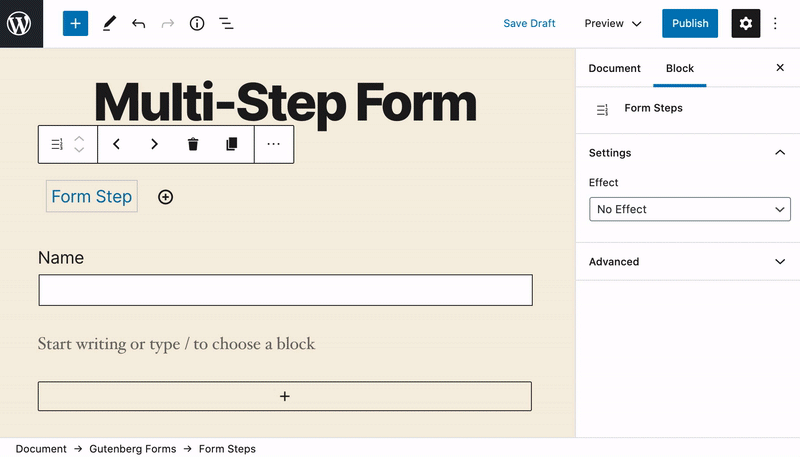 Save Draft Preview Publish
Multi-Step Form
Form Step
Name
Start writing or type / to choose a block
Document Block
Form Steps
Settings
Effect
No Effect
Advanced
Document → Gutenberg Forms → Form Steps